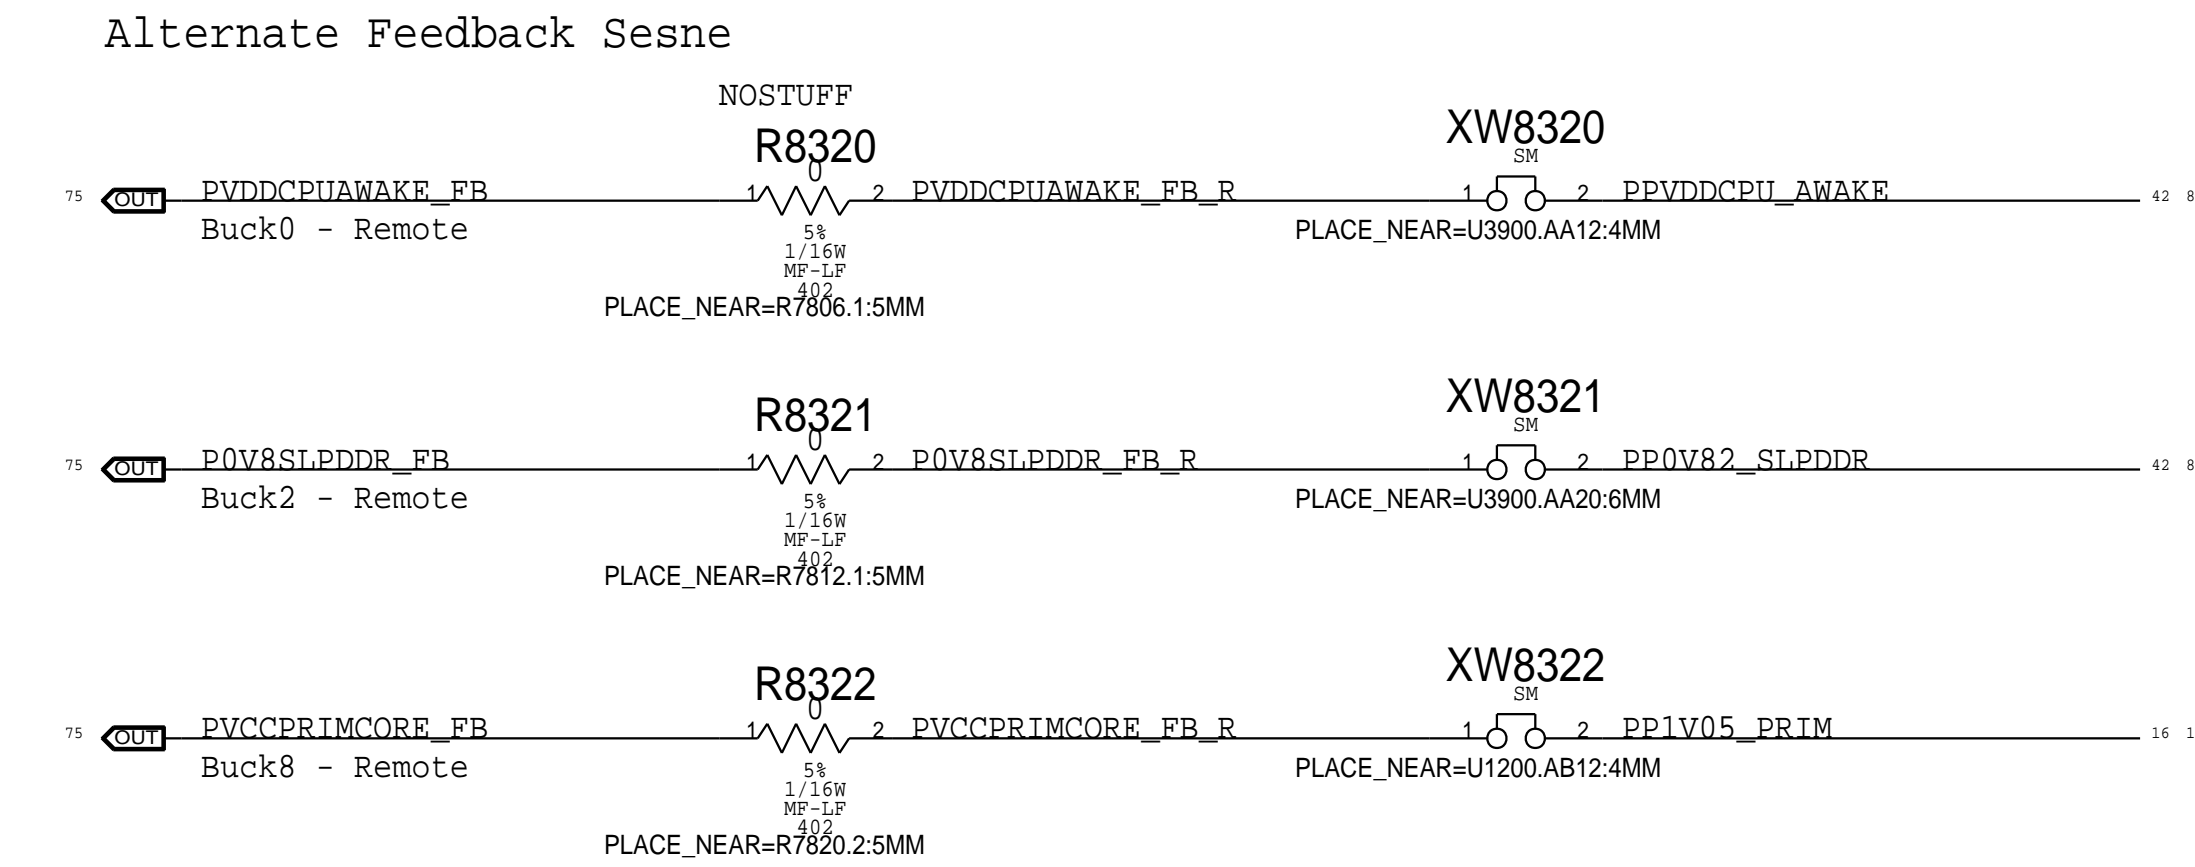 Alternate Feedback Sesne
NOSTUFF
R8320
XW8320
0
SM
75 OUT PVDDCPUAWAKE_FB 1 2 PVDDCPUAWAKE_FB_R 1 2 PPVDDCPU_AWAKE 42 8
Buck0 - Remote
5%
PLACE_NEAR=U3900.AA12:4MM
1/16W
MF-LF
402
PLACE_NEAR=R7806.1:5MM
XW8321
R8321
SM
0
75 OUT P0V8SLPDDR_FB 1 2 P0V8SLPDDR_FB_R 1 2 PP0V82_SLPDDR 42 8
Buck2 - Remote
5%
PLACE_NEAR=U3900.AA20:6MM
1/16W
MF-LF
402
PLACE_NEAR=R7812.1:5MM
XW8322
R8322
SM
0
75 OUT PVCCPRIMCORE_FB 1 2 PVCCPRIMCORE_FB_R 1 2 PP1V05_PRIM 16 1
Buck8 - Remote
5%
PLACE_NEAR=U1200.AB12:4MM
1/16W
MF-LF
402
PLACE_NEAR=R7820.2:5MM